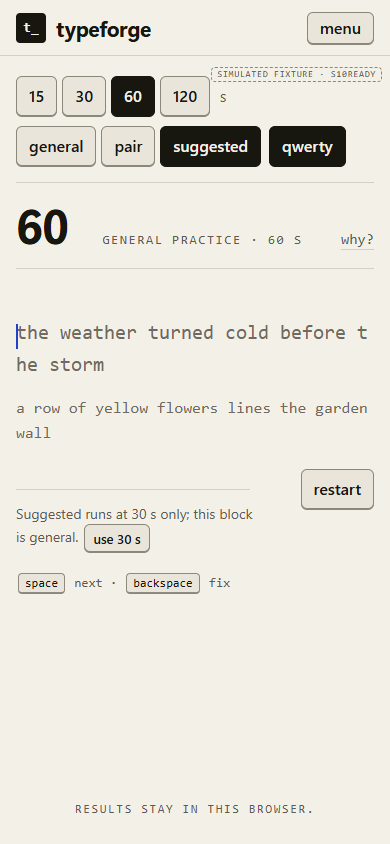 t_ typeforge menu
SIMULATED FIXTURE · S10READY
15 30 60 120 S
general pair suggested qwerty
60 GENERAL PRACTICE · 60 S why?
the weather turned cold before t
he storm
a row of yellow flowers lines the garden
wall
restart
Suggested runs at 30 s only; this block
is general. use 30 s
space next · backspace fix
RESULTS STAY IN THIS BROWSER.